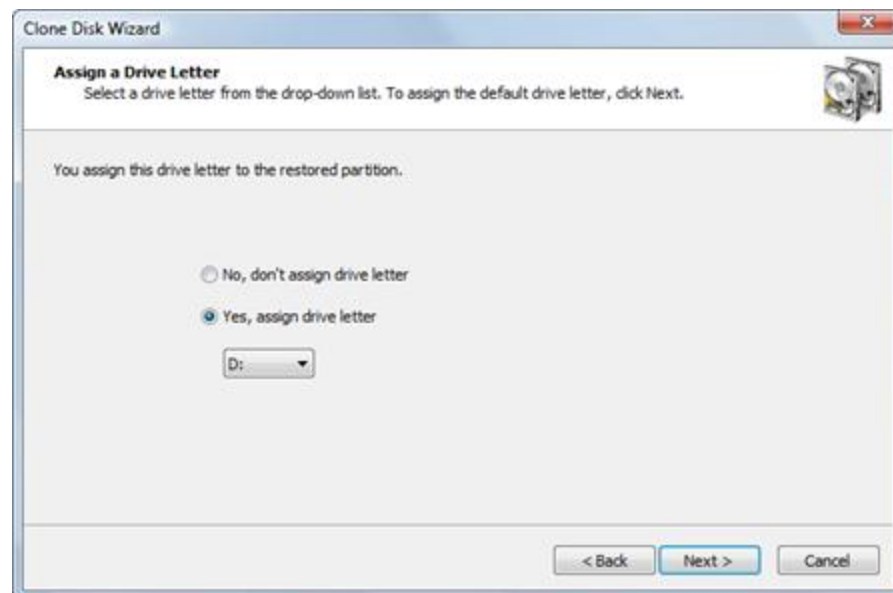 Clone Disk Wizard
Assign a Drive Letter
Select a drive letter from the drop-down list. To assign the default drive letter, click Next.
You assign this drive letter to the restored partition.
No, don't assign drive letter
Yes, assign drive letter
D:
< Back Next > Cancel